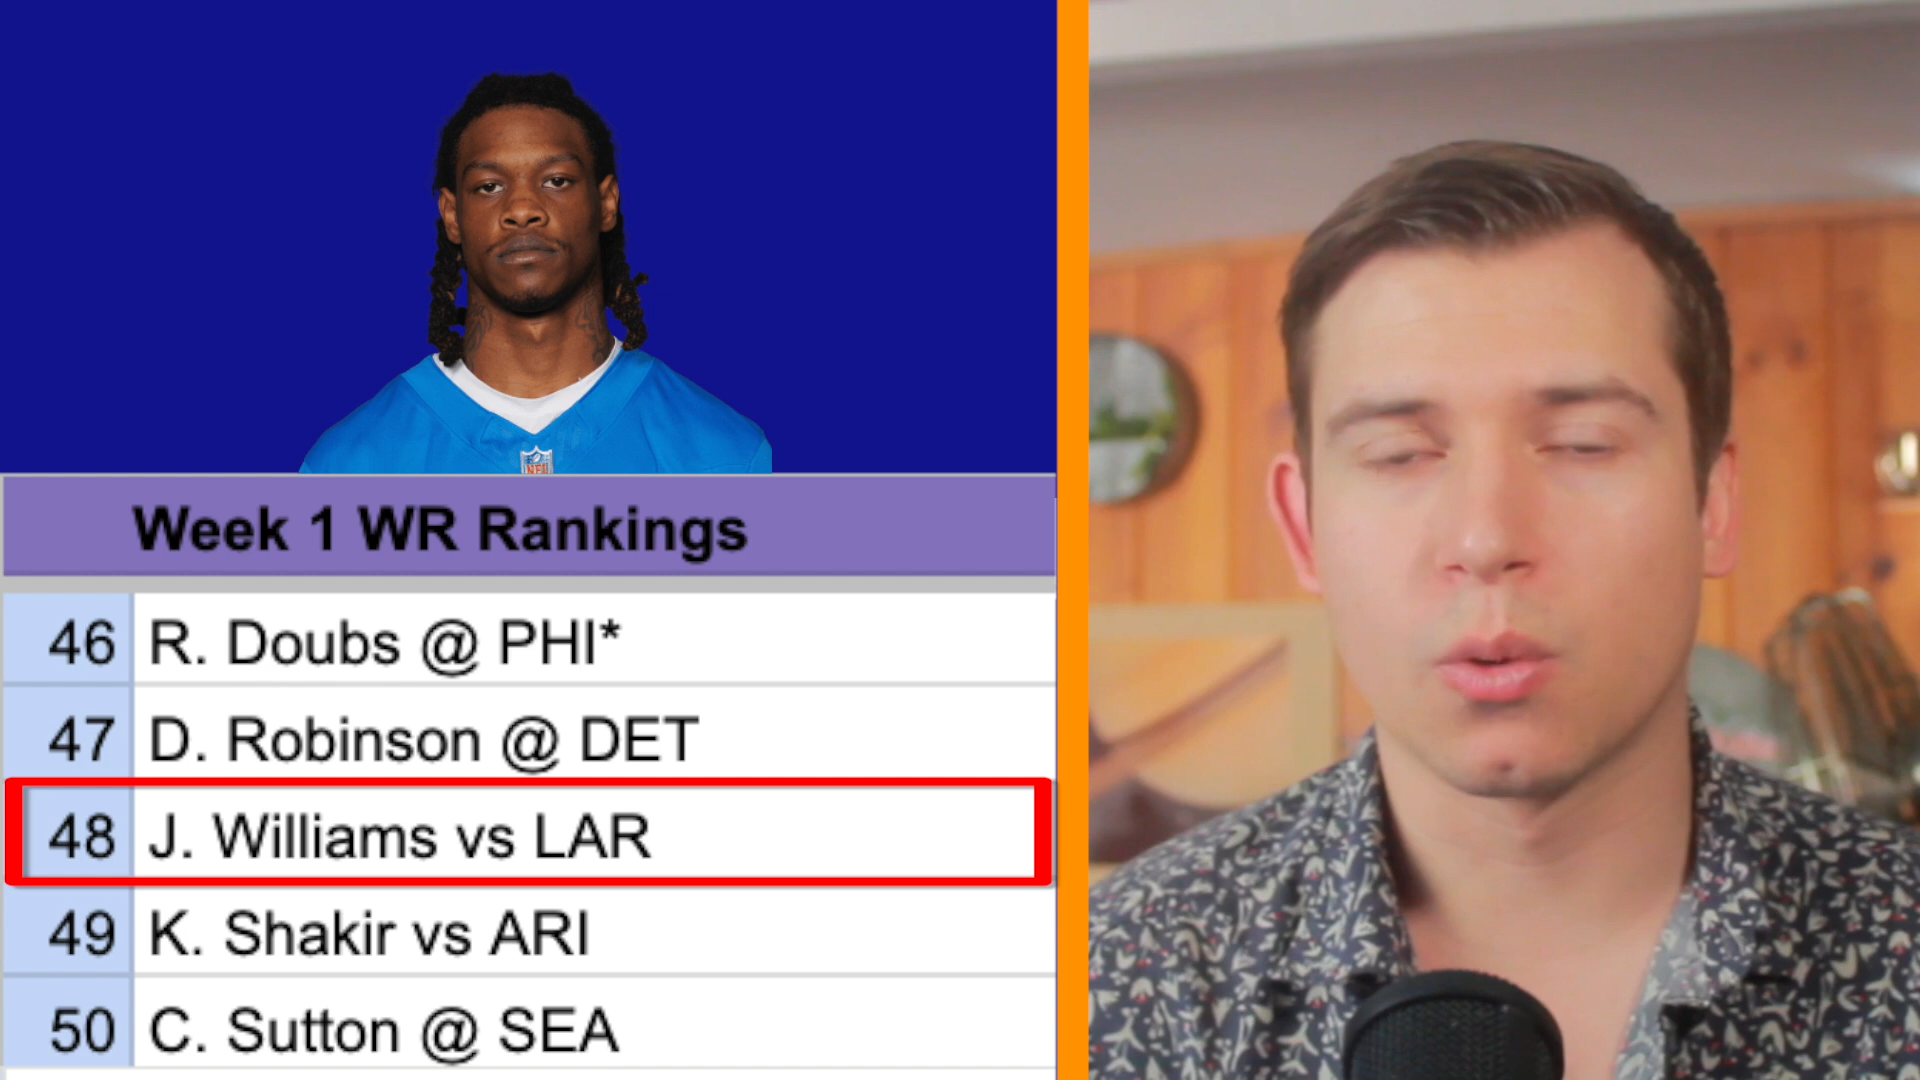 NFL
Week 1 WR Rankings
46 R. Doubs @ PHI*
47 D. Robinson @ DET
48 J. Williams vs LAR
49 K. Shakir vs ARI
50 C. Sutton @ SEA